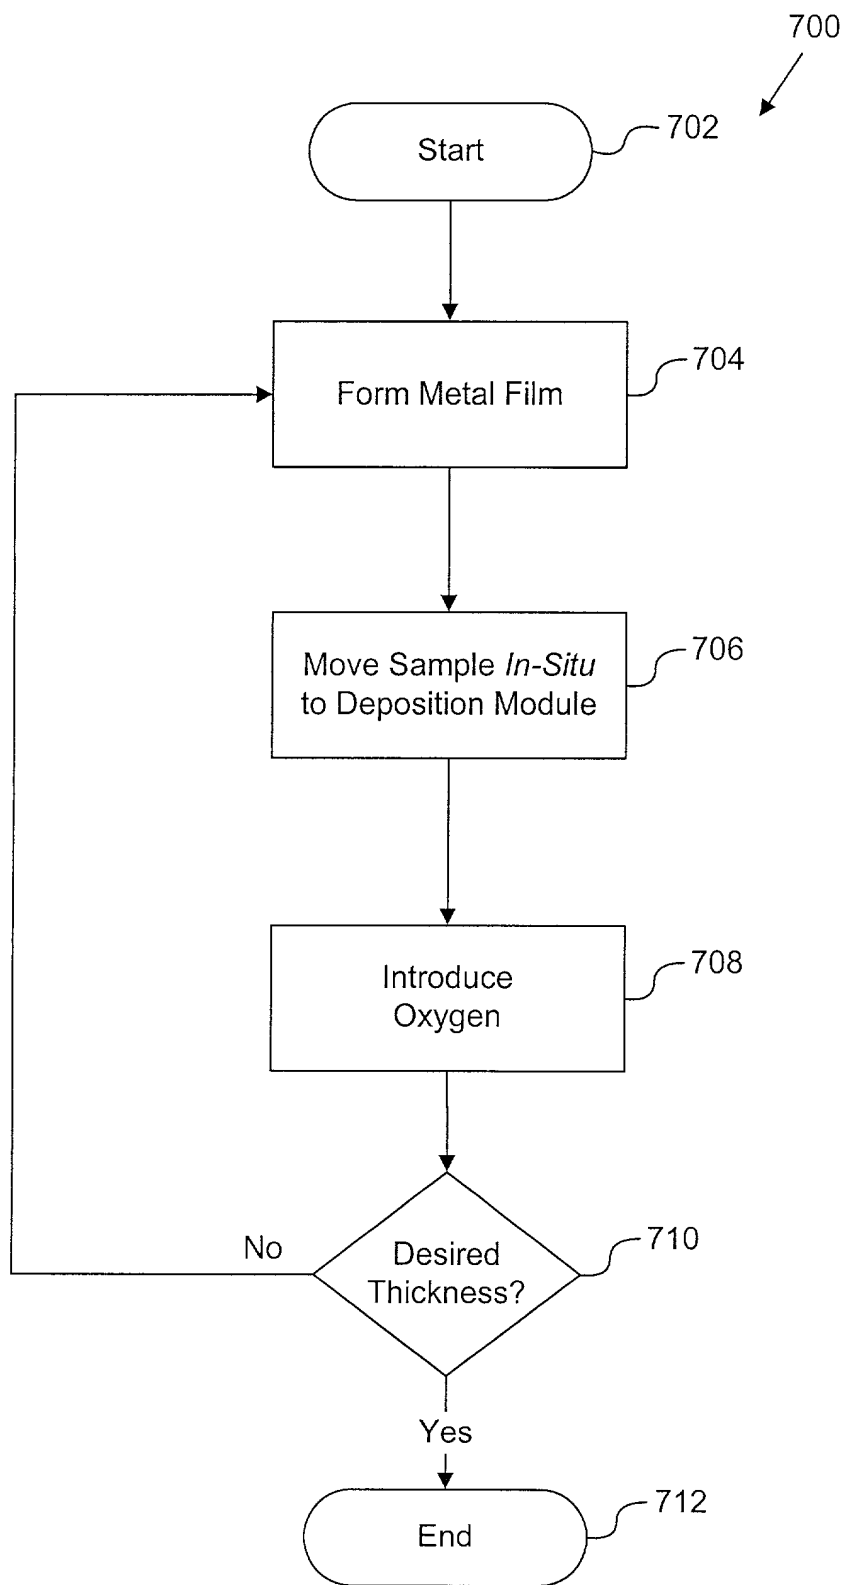 700
Start
702
Form Metal Film
704
Move Sample In-Situ
to Deposition Module
706
Introduce
Oxygen
708
Desired
Thickness?
710
No
Yes
End
712